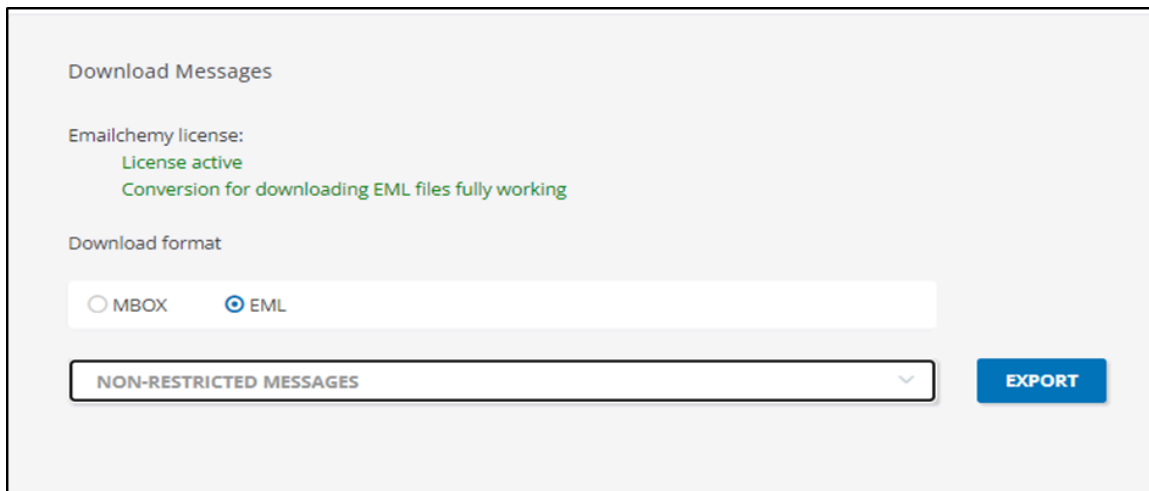 Download Messages
Emailchemy license:
License active
Conversion for downloading EML files fully working
Download format
MBOX EML
NON-RESTRICTED MESSAGES
EXPORT